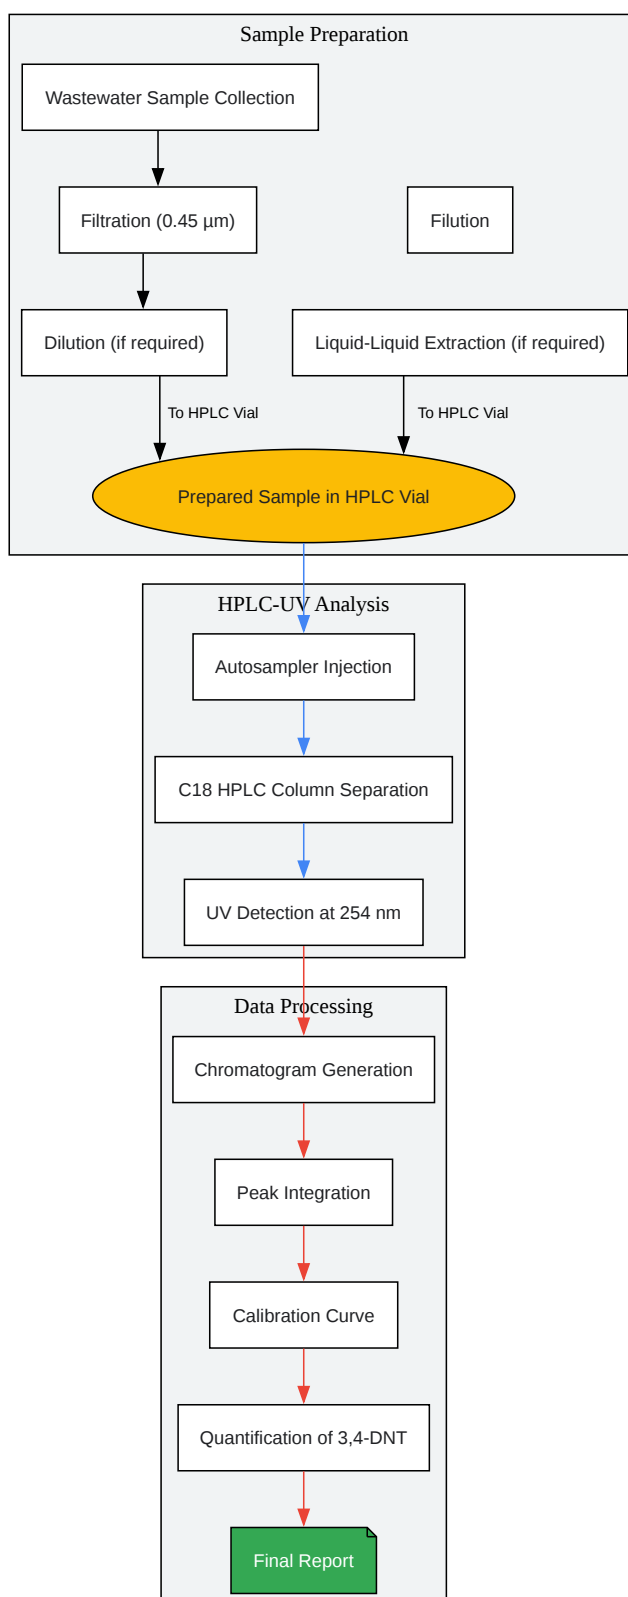 Sample Preparation
Wastewater Sample Collection
Filtration (0.45 µm)
Filution
Dilution (if required)
Liquid-Liquid Extraction (if required)
To HPLC Vial
To HPLC Vial
Prepared Sample in HPLC Vial
HPLC-UV Analysis
Autosampler Injection
C18 HPLC Column Separation
UV Detection at 254 nm
Data Processing
Chromatogram Generation
Peak Integration
Calibration Curve
Quantification of 3,4-DNT
Final Report